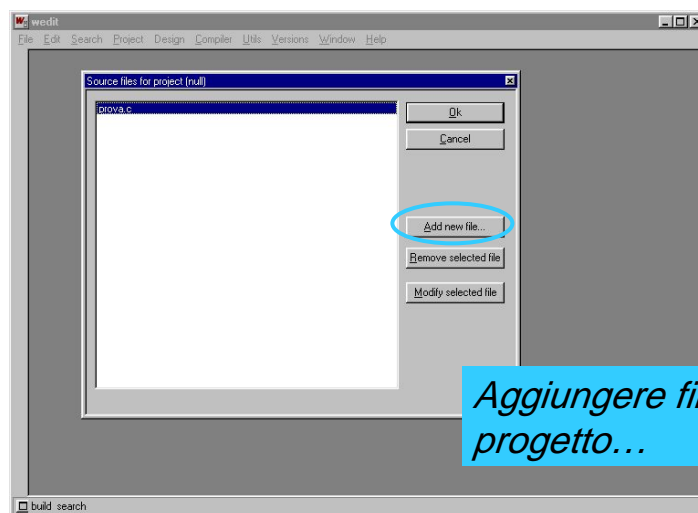 wedit
File Edit Search Project Design Compiler Utils Versions Window Help
Source files for project (null)
prova.c
Ok
Cancel
Add new file...
Remove selected file
Modify selected file
Aggiungere
progetto...
build search